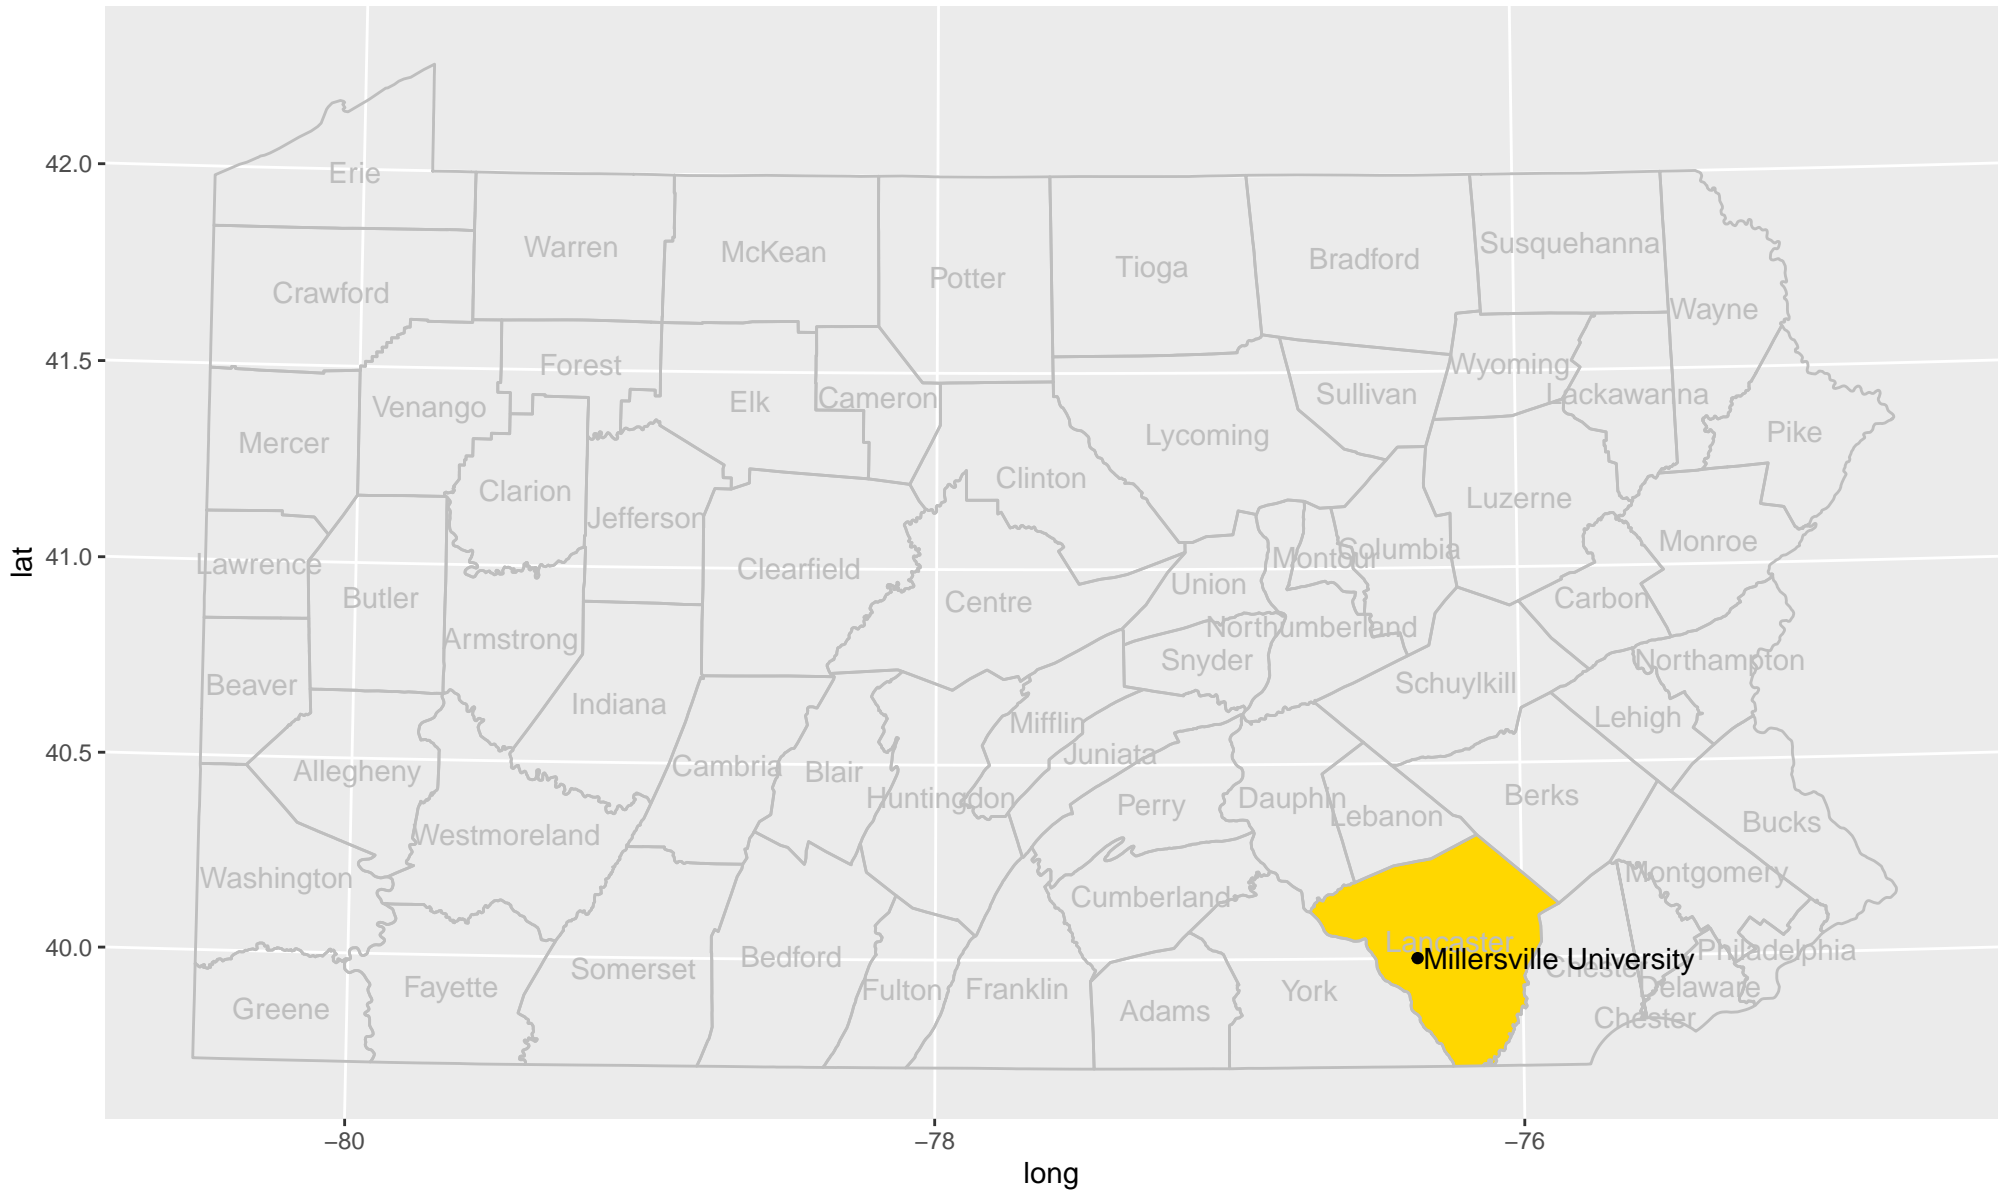 Erie
42.0
Warren
McKean
Susquehanna
Bradford
Tioga
Potter
Crawford
Wayne
41.5
Forest
Wyoming
Sullivan
Lackawanna
Elk
Cameron
Venango
Pike
Lycoming
Mercer
Clinton
Clarion
Luzerne
Jefferson
Monroe
Columbia
Montour
41.0
Lawrence
Clearfield
Union
Butler
Centre
Carbon
Northumberland
Armstrong
Snyder
Northampton
Beaver
Schuylkill
Indiana
Lehigh
Mifflin
40.5
Juniata
Cambria
Blair
Allegheny
Berks
Huntingdon
Dauphin
Perry
Lebanon
Bucks
Westmoreland
Montgomery
Washington
Cumberland
40.0
Lancaster
Philadelphia
Millersville University
Bedford
Chester
Somerset
Fayette
Fulton
Franklin
York
Delaware
Greene
Adams
Chester
lat
−80
−78
−76
long